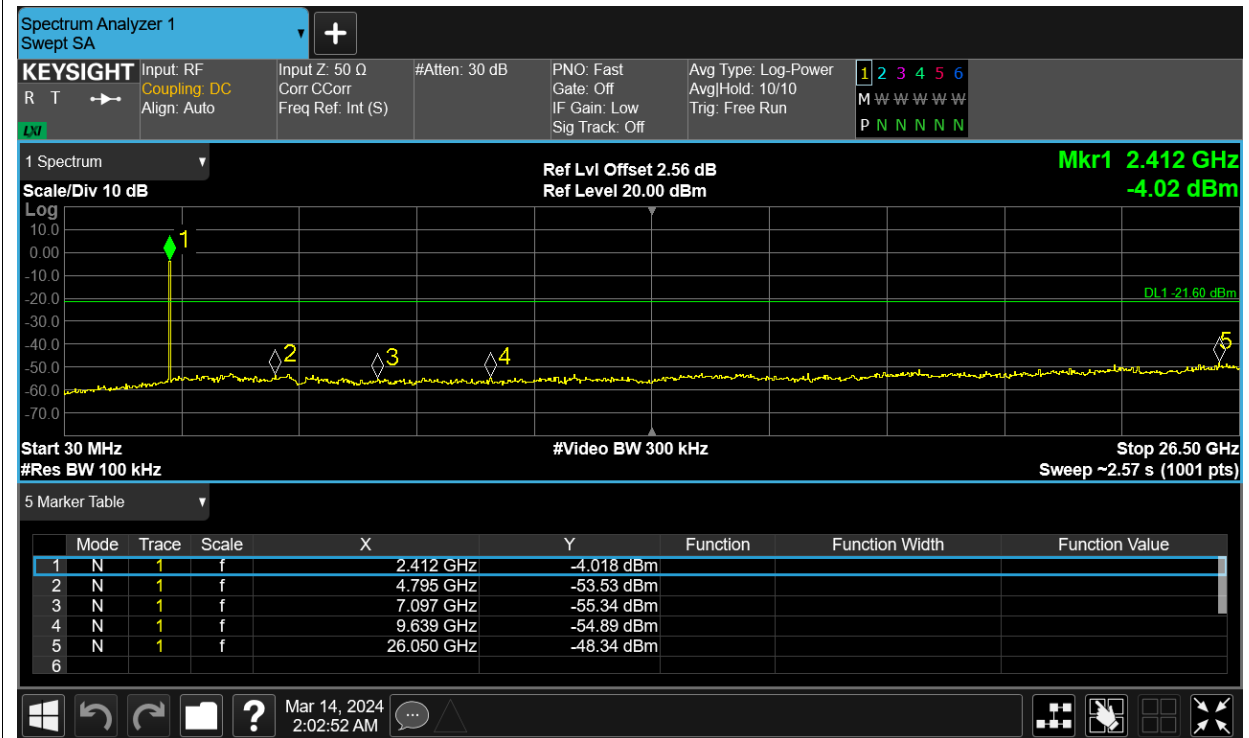 Spectrum Analyzer 1
Swept SA
+
KEYSIGHT Input: RF Input Z: 50 Ω #Atten: 30 dB PNO: Fast Avg Type: Log-Power 1 2 3 4 5 6
R T Coupling: DC Corr CCorr Gate: Off Avg|Hold: 10/10 M W W W W W
Align: Auto Freq Ref: Int (S) IF Gain: Low Trig: Free Run P N N N N N
LXI Sig Track: Off
1 Spectrum Ref Lvl Offset 2.56 dB Mkr1 2.412 GHz
Scale/Div 10 dB Ref Level 20.00 dBm -4.02 dBm
Log
10.0
1
0.00
-10.0
-20.0 DL1 -21.60 dBm
-30.0
-40.0
2 3 4 5
-50.0
-60.0
-70.0
Start 30 MHz #Video BW 300 kHz Stop 26.50 GHz
#Res BW 100 kHz Sweep ~2.57 s (1001 pts)
5 Marker Table
Mode Trace Scale X Y Function Function Width Function Value
1 N 1 f 2.412 GHz -4.018 dBm
2 N 1 f 4.795 GHz -53.53 dBm
3 N 1 f 7.097 GHz -55.34 dBm
4 N 1 f 9.639 GHz -54.89 dBm
5 N 1 f 26.050 GHz -48.34 dBm
6
? Mar 14, 2024
2:02:52 AM